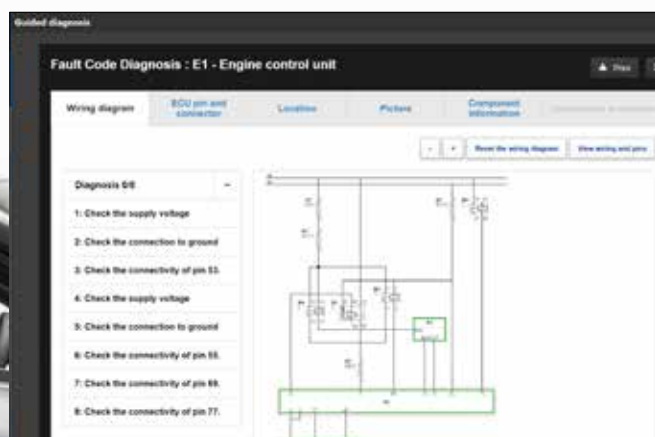 Guided diagnosis
Fault Code Diagnosis : E1 - Engine control unit
Print
Wiring diagram
ECU pin and connector
Location
Picture
Component information
- + Reset the wiring diagram View wiring and pins
Diagnosis 0/8 -
1: Check the supply voltage
2: Check the connection to ground
3: Check the connectivity of pin 53.
4: Check the supply voltage
5: Check the connection to ground
6: Check the connectivity of pin 55.
7: Check the connectivity of pin 69.
8: Check the connectivity of pin 77.